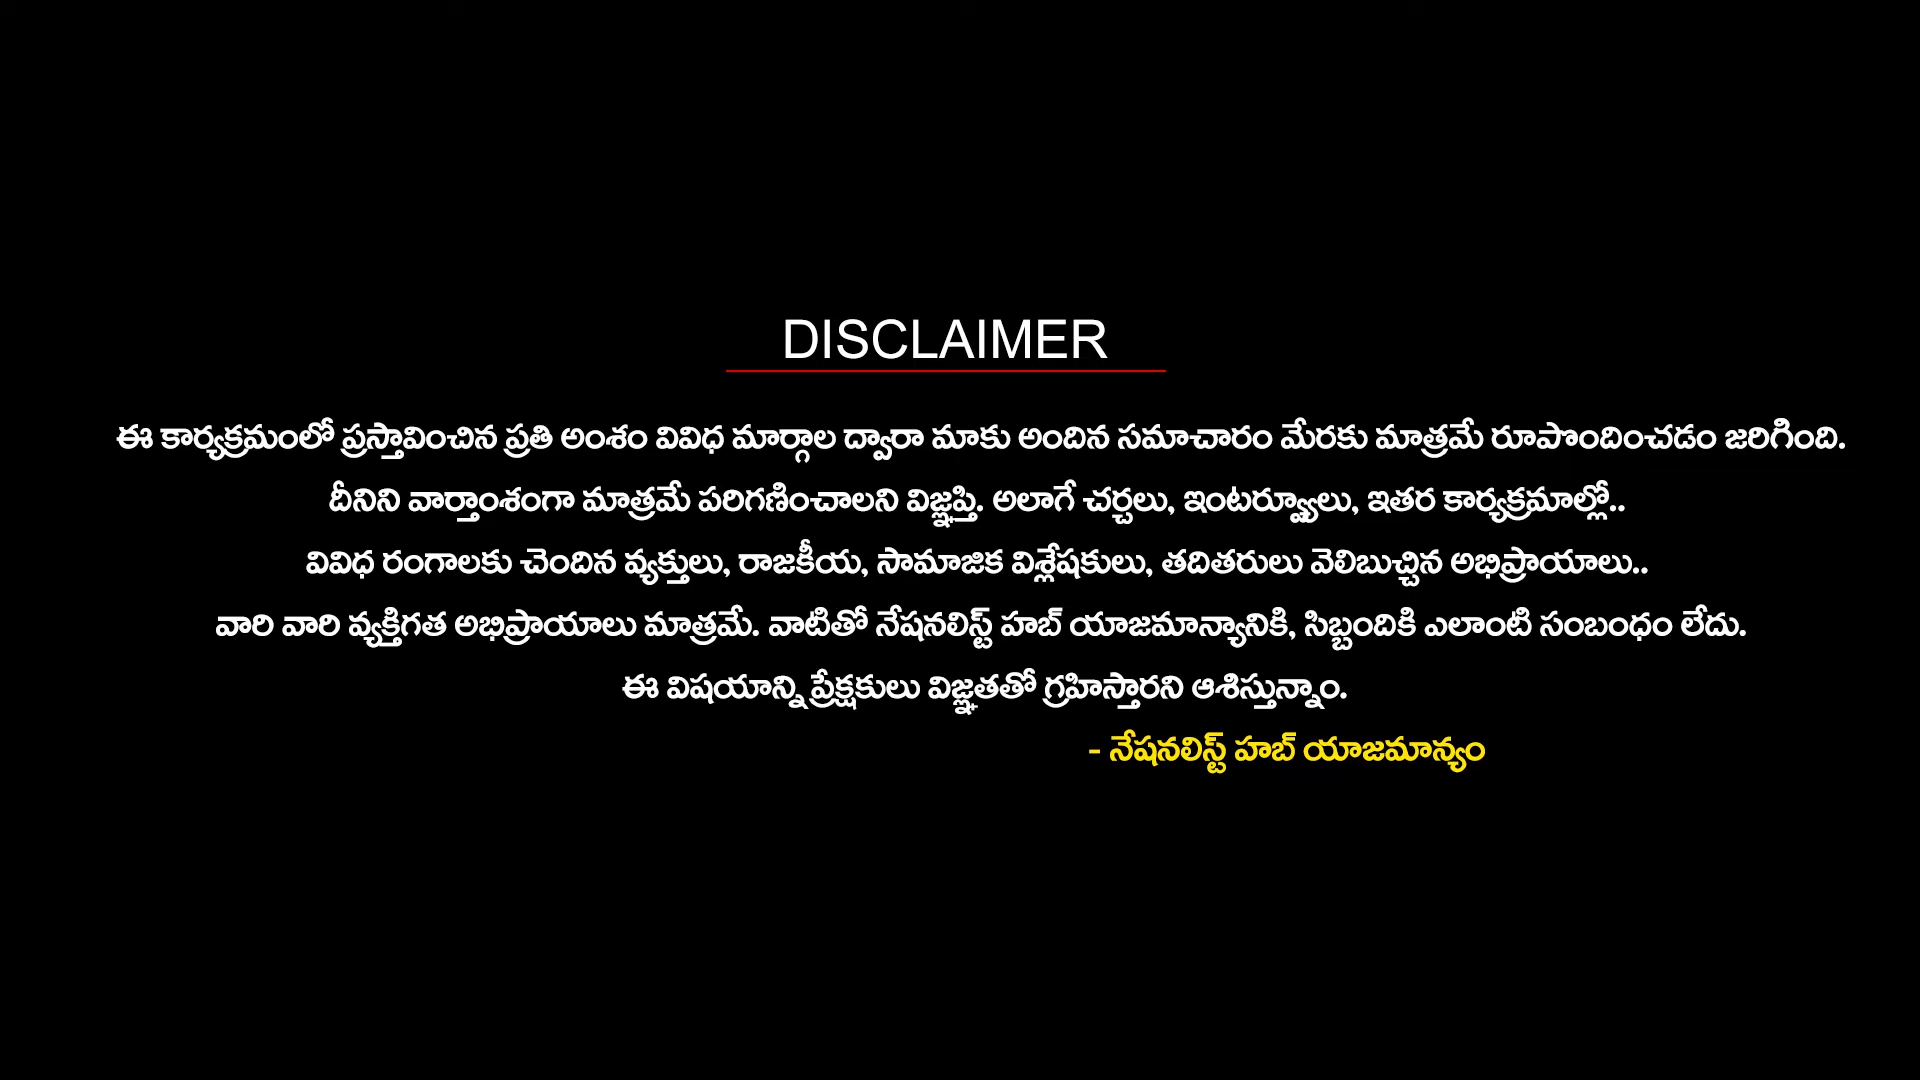 DISCLAIMER
ఈ కార్యక్రమంలో ప్రస్తావించిన ప్రతి అంశం వివిధ మార్గాల ద్వారా మాకు అందిన సమాచారం మేరకు మాత్రమే రూపొందించడం జరిగింది.
దీనిని వార్తాంశంగా మాత్రమే పరిగణించాలని విజ్ఞప్తి. అలాగే చర్చలు, ఇంటర్వ్యూలు, ఇతర కార్యక్రమాల్లో..
వివిధ రంగాలకు చెందిన వ్యక్తులు, రాజకీయ, సామాజిక విశ్లేషకులు, తదితరులు వెలిబుచ్చిన అభిప్రాయాలు..
వారి వారి వ్యక్తిగత అభిప్రాయాలు మాత్రమే. వాటితో నేషనలిస్ట్ హబ్ యాజమాన్యానికి, సిబ్బందికి ఎలాంటి సంబంధం లేదు.
ఈ విషయాన్ని ప్రేక్షకులు విజ్ఞతతో గ్రహిస్తారని ఆశిస్తున్నాం.
- నేషనలిస్ట్ హబ్ యాజమాన్యం